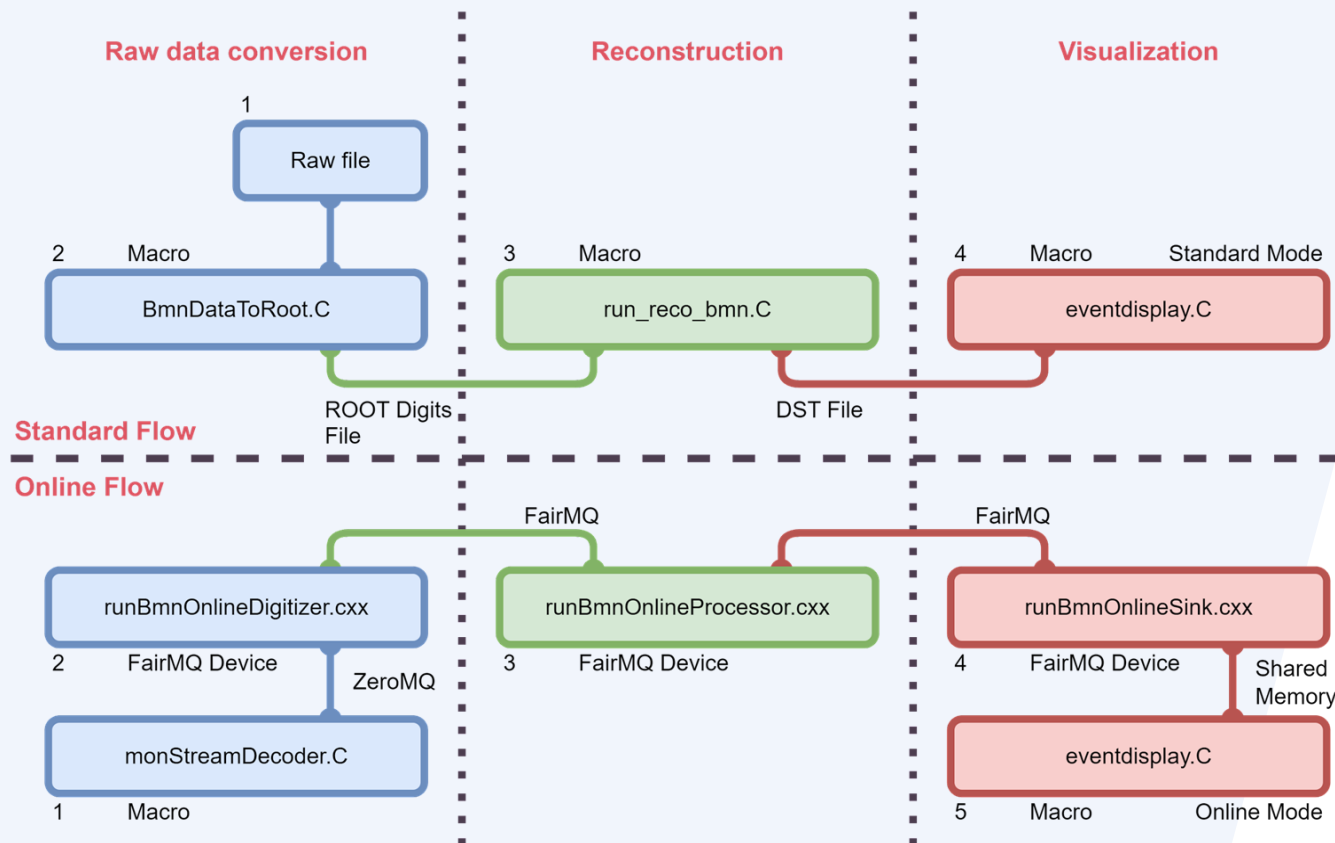 Raw data conversion
Reconstruction
Visualization
1
Raw file
2 Macro
3 Macro
4 Macro Standard Mode
BmnDataToRoot.C
run_reco_bmn.C
eventdisplay.C
ROOT Digits
File
DST File
Standard Flow
Online Flow
FairMQ
FairMQ
runBmnOnlineDigitizer.cxx
runBmnOnlineProcessor.cxx
runBmnOnlineSink.cxx
2 FairMQ Device
3 FairMQ Device
4 FairMQ Device
ZeroMQ
Shared
Memory
monStreamDecoder.C
eventdisplay.C
1 Macro
5 Macro Online Mode